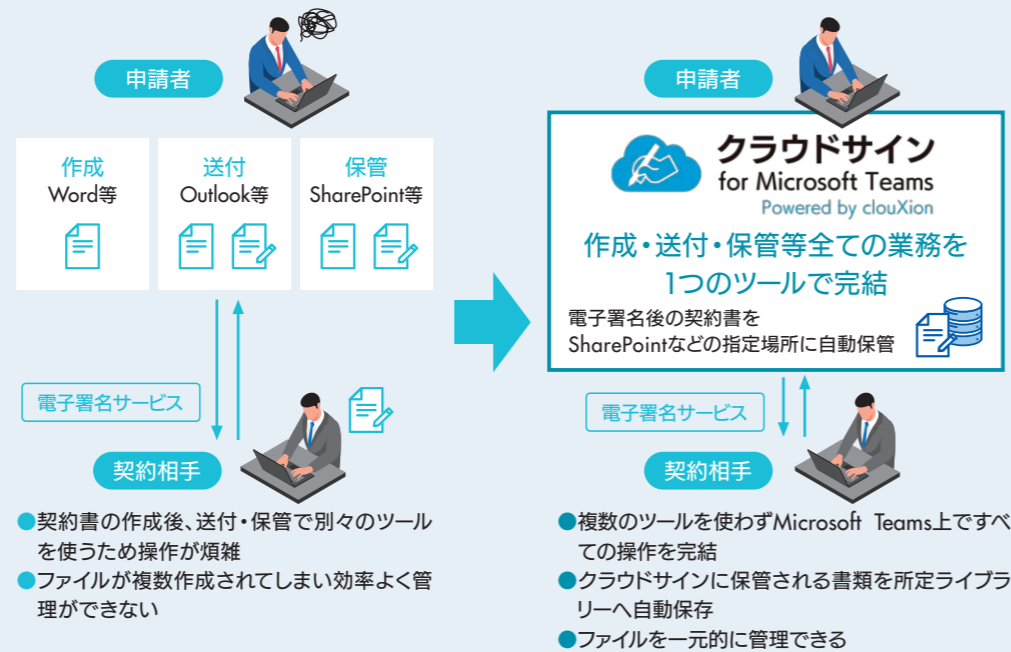 申請者
作成
Word等
送付
Outlook等
保管
SharePoint等
電子署名サービス
契約相手
●契約書の作成後、送付・保管で別々のツール
を使うため操作が煩雑
●ファイルが複数作成されてしまい効率よく管
理ができない
申請者
クラウドサイン
for Microsoft Teams
Powered by clouXion
作成・送付・保管等全ての業務を
1つのツールで完結
電子署名後の契約書を
SharePointなどの指定場所に自動保管
電子署名サービス
契約相手
●複数のツールを使わずMicrosoft Teams上ですべ
ての操作を完結
●クラウドサインに保管される書類を所定ライブラ
リーへ自動保存
●ファイルを一元的に管理できる